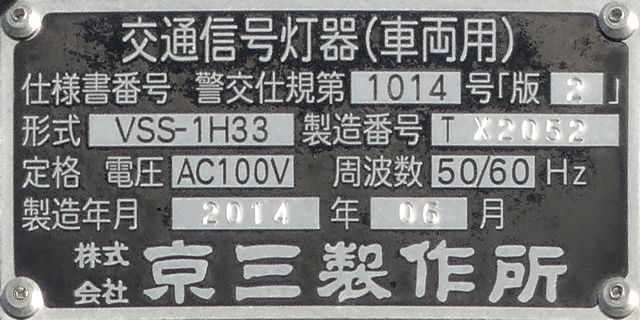 交通信号灯器(車両用)
仕様書番号 警交仕規第 1014 号「版 2 」
形式 VSS-1H33 製造番号 T X2052
定格 電圧 AC100V 周波数 50/60 Hz
製造年月 2014 年 06 月
株式会社 京三製作所